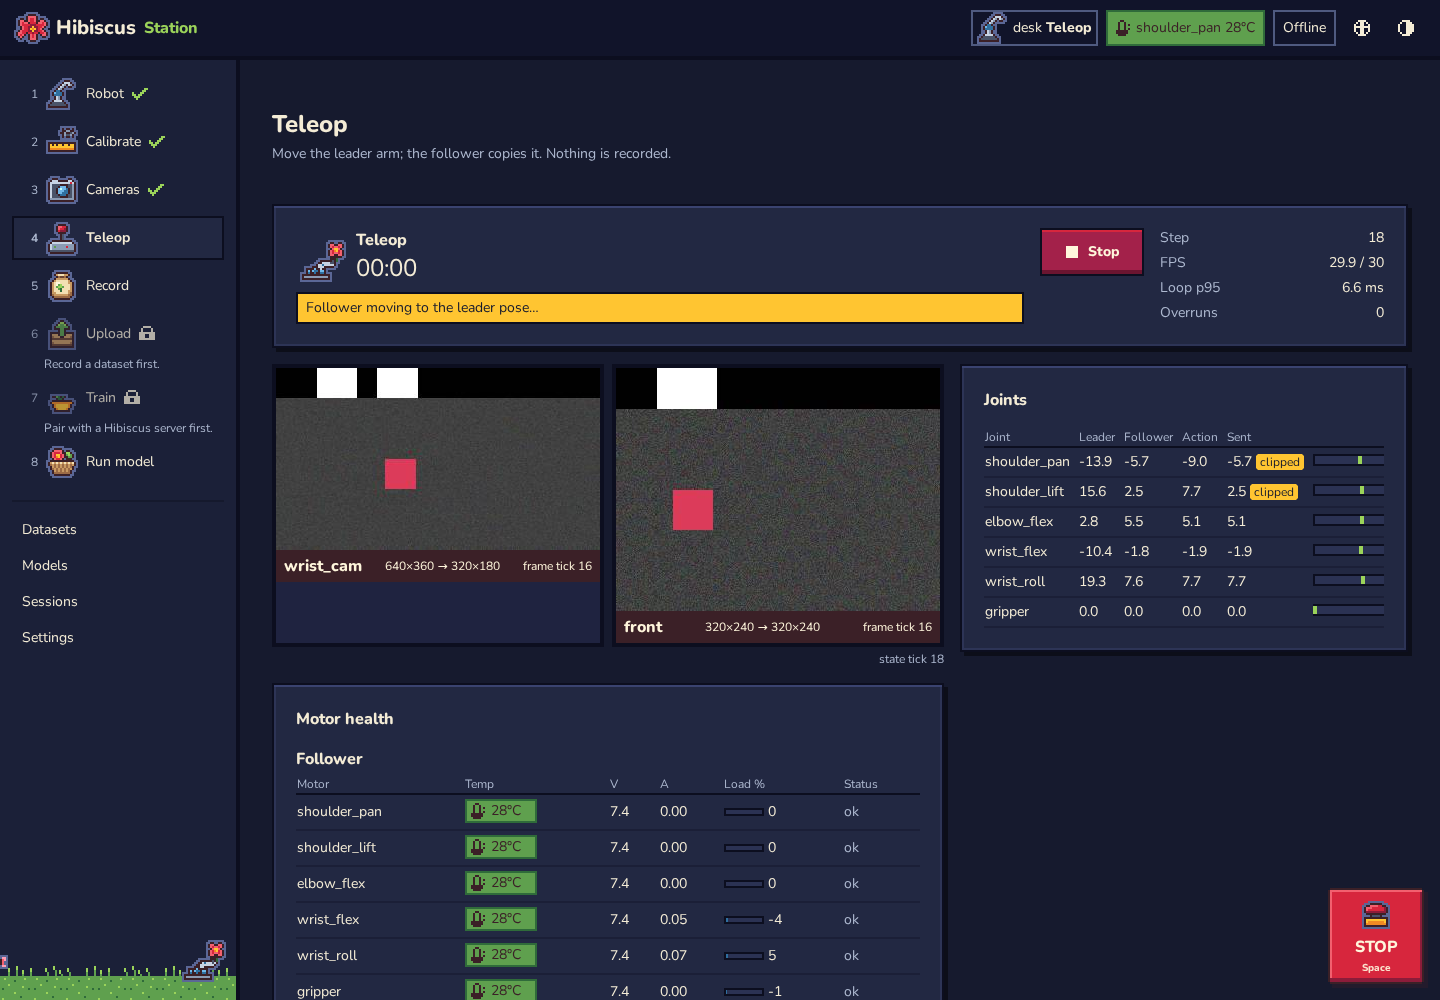 Hibiscus Station
desk Teleop
shoulder_pan 28°C
Offline
1 Robot
2 Calibrate
3 Cameras
4 Teleop
5 Record
6 Upload
Record a dataset first.
7 Train
Pair with a Hibiscus server first.
8 Run model
Datasets
Models
Sessions
Settings
Teleop
Move the leader arm; the follower copies it. Nothing is recorded.
Teleop
00:00
Follower moving to the leader pose...
Stop
Step 18
FPS 29.9 / 30
Loop p95 6.6 ms
Overruns 0
wrist_cam 640×360 → 320×180 frame tick 16
front 320×240 → 320×240 frame tick 16
state tick 18
Joints
Joint Leader Follower Action Sent
shoulder_pan -13.9 -5.7 -9.0 -5.7 clipped
shoulder_lift 15.6 2.5 7.7 2.5 clipped
elbow_flex 2.8 5.5 5.1 5.1
wrist_flex -10.4 -1.8 -1.9 -1.9
wrist_roll 19.3 7.6 7.7 7.7
gripper 0.0 0.0 0.0 0.0
Motor health
Follower
Motor Temp V A Load % Status
shoulder_pan 28°C 7.4 0.00 0 ok
shoulder_lift 28°C 7.4 0.00 0 ok
elbow_flex 28°C 7.4 0.00 0 ok
wrist_flex 28°C 7.4 0.05 -4 ok
wrist_roll 28°C 7.4 0.07 5 ok
gripper 28°C 7.4 0.00 -1 ok
STOP
Space